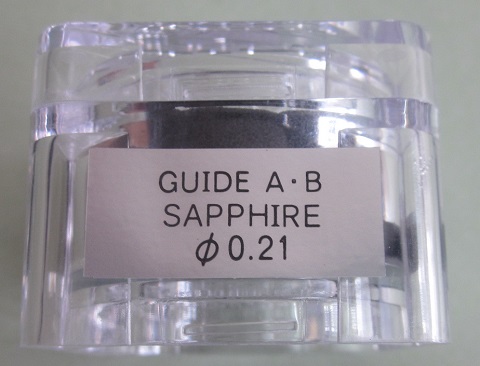 GUIDE A·B
SAPPHIRE
φ0.21